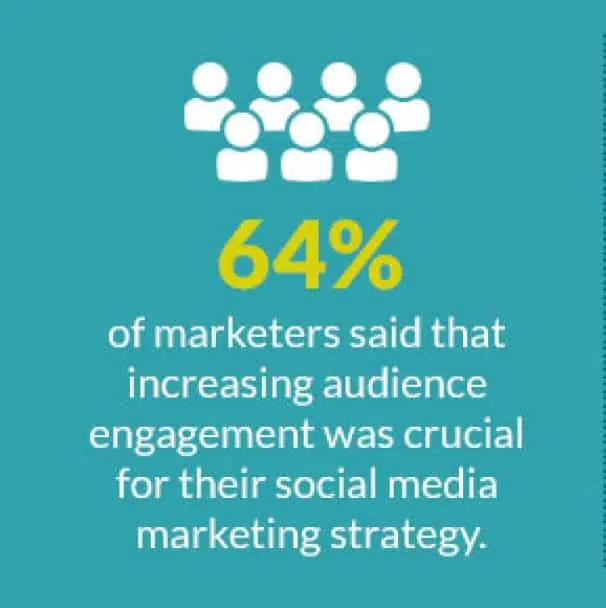 64%
of marketers said that
increasing audience
engagement was crucial
for their social media
marketing strategy.